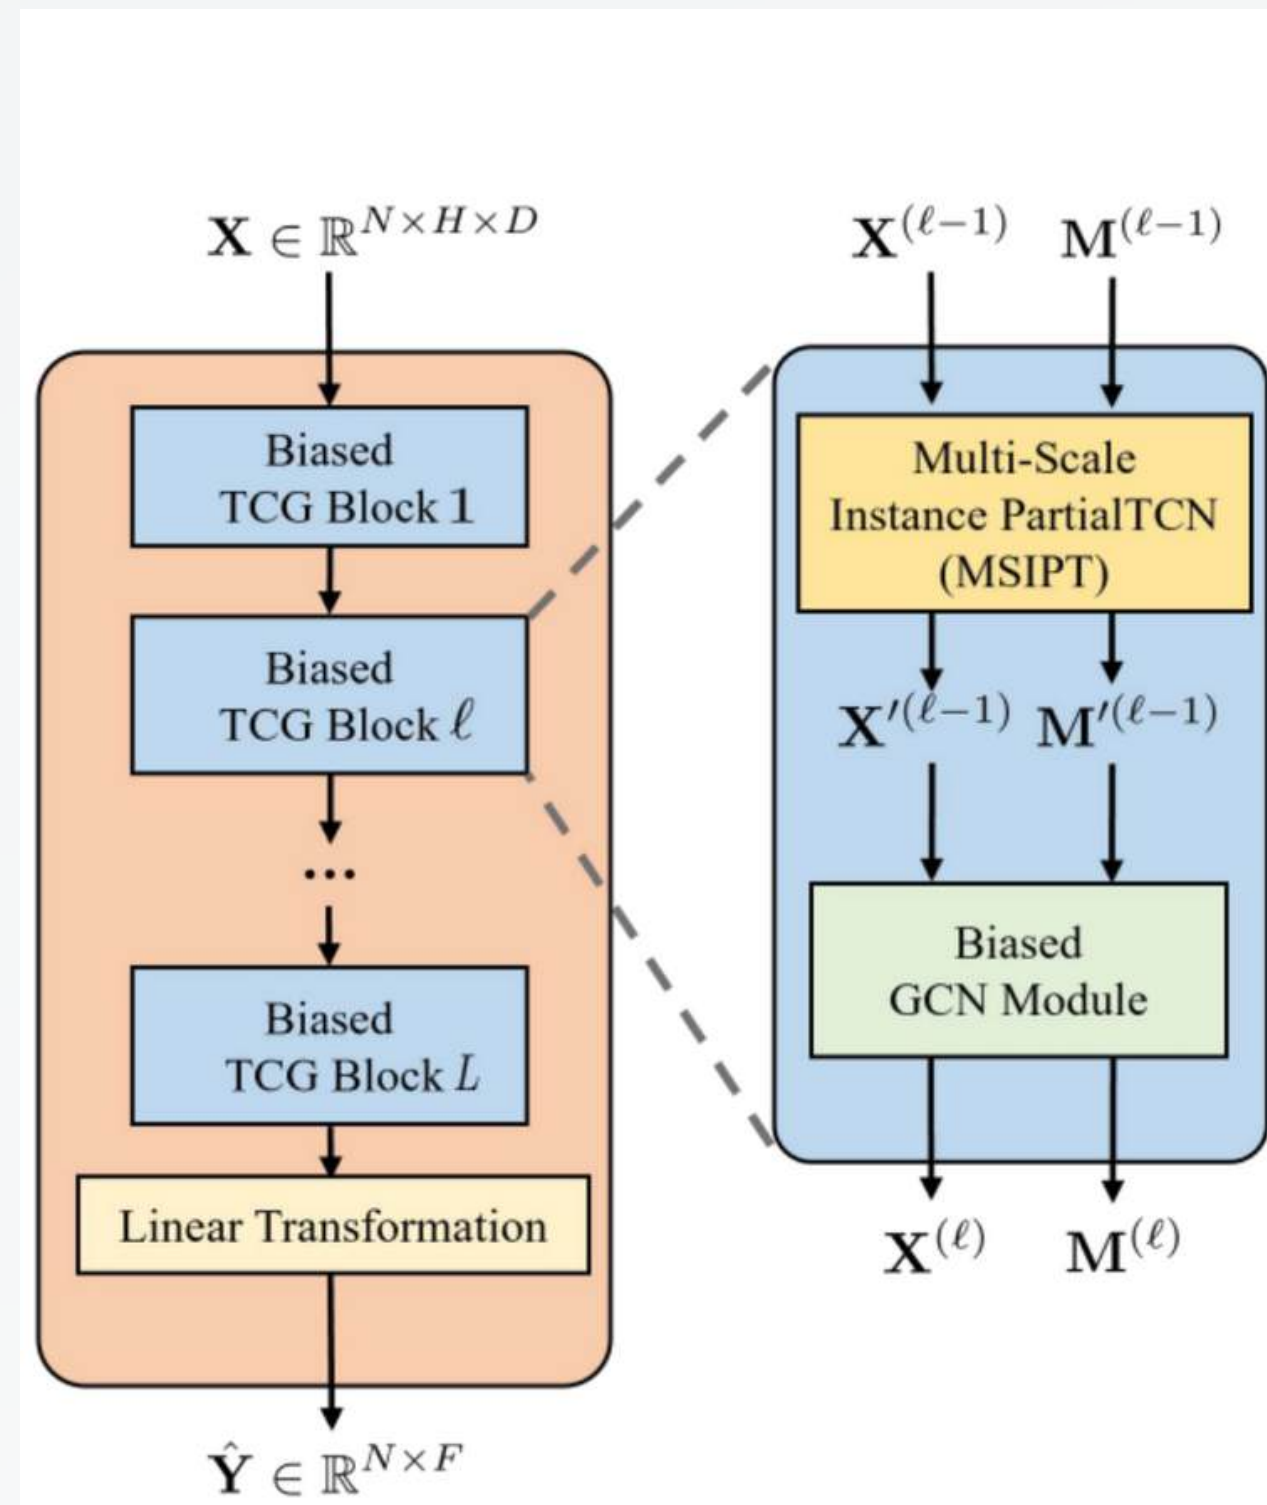 𝐗 ∈ ℝ^{N×H×D}
Biased
TCG Block 1
Biased
TCG Block ℓ
...
Biased
TCG Block L
Linear Transformation
𝐘̂ ∈ ℝ^{N×F}
𝐗^{(ℓ−1)} 𝐌^{(ℓ−1)}
Multi-Scale
Instance PartialTCN
(MSIPT)
𝐗′^{(ℓ−1)} 𝐌′^{(ℓ−1)}
Biased
GCN Module
𝐗^{(ℓ)} 𝐌^{(ℓ)}